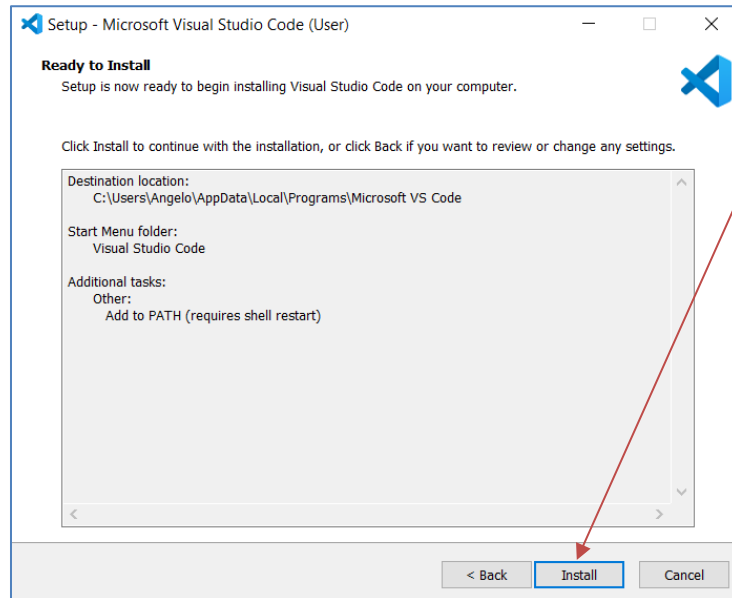 Setup - Microsoft Visual Studio Code (User)
Ready to Install
Setup is now ready to begin installing Visual Studio Code on your computer.
Click Install to continue with the installation, or click Back if you want to review or change any settings.
Destination location:
C:\Users\Angelo\AppData\Local\Programs\Microsoft VS Code
Start Menu folder:
Visual Studio Code
Additional tasks:
Other:
Add to PATH (requires shell restart)
< Back
Install
Cancel